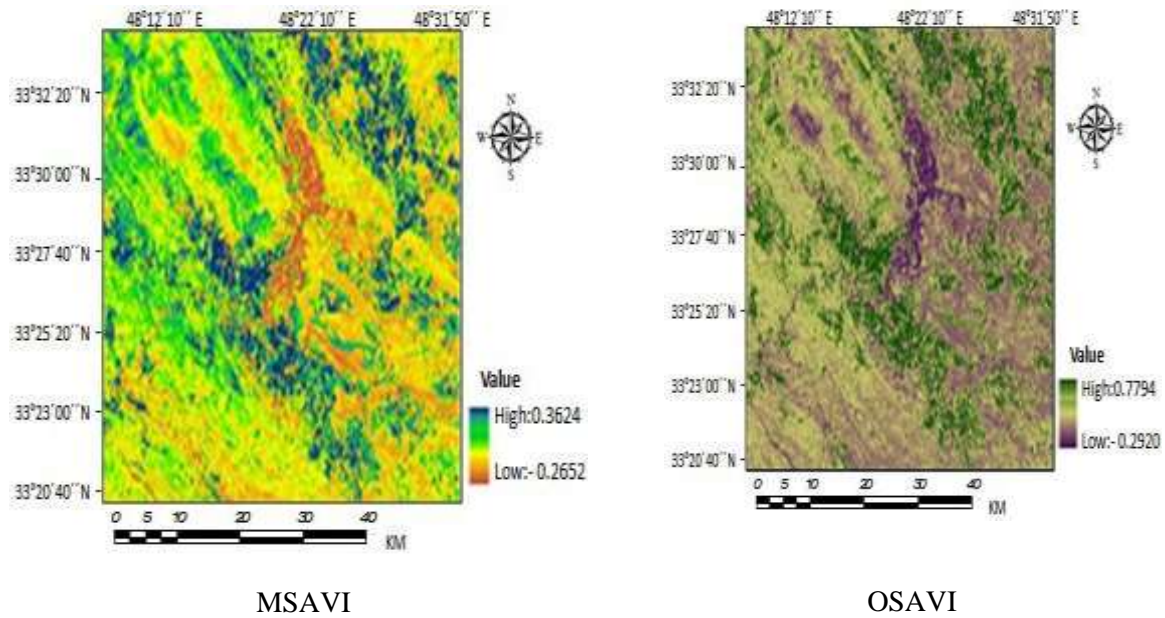 48°12´10´´ E 48°22´10´´ E 48°31´50´´ E
33°32´20´´ N
33°30´00´´ N
33°27´40´´ N
33°25´20´´ N
33°23´00´´ N
33°20´40´´ N
N
W E
S
Value
High:0.3624
Low:- 0.2652
0 5 10 20 30 40
KM
MSAVI
48°12´10´´ E 48°22´10´´ E 48°31´50´´ E
33°32´20´´ N
33°30´00´´ N
33°27´40´´ N
33°25´20´´ N
33°23´00´´ N
33°20´40´´ N
N
W E
S
Value
High:0.7794
Low:- 0.2920
0 5 10 20 30 40
KM
OSAVI